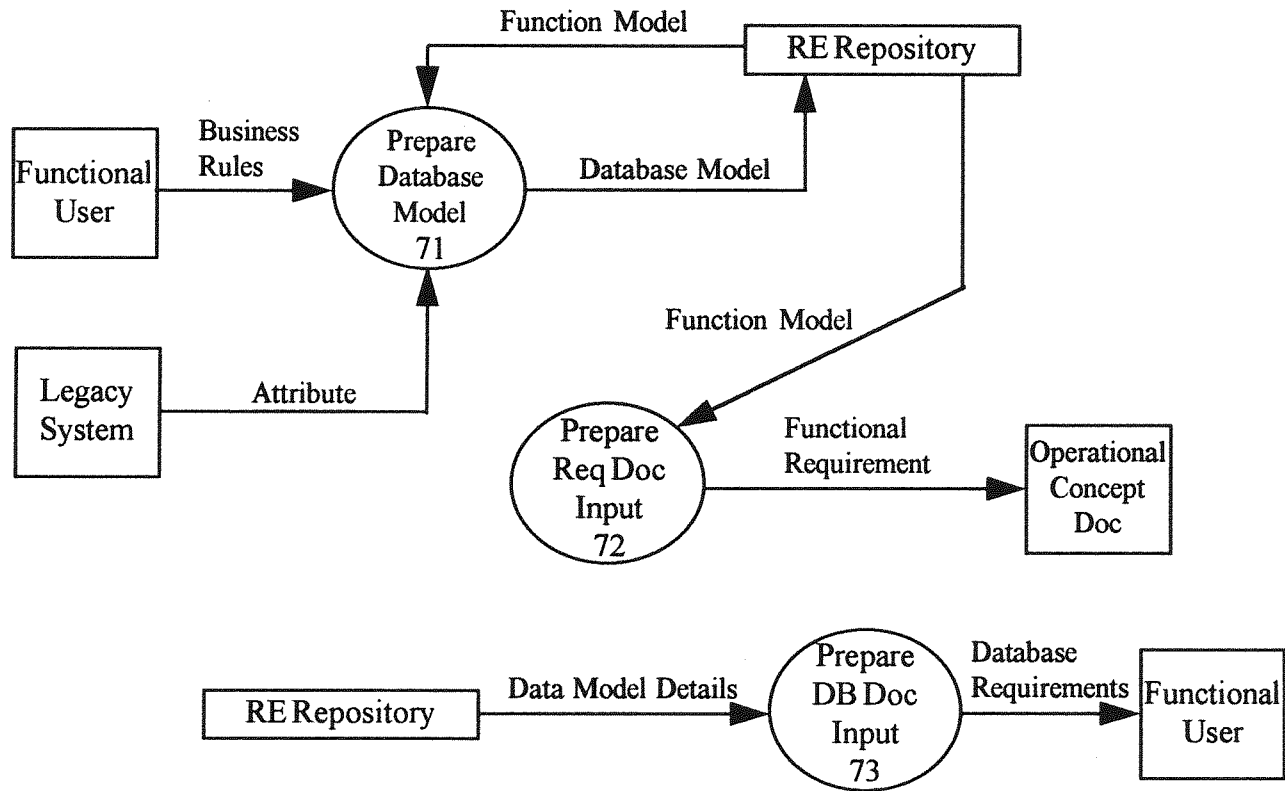 Function Model
RE Repository
Functional
User
Business
Rules
Prepare
Database
Model
71
Database Model
Legacy
System
Attribute
Function Model
Prepare
Req Doc
Input
72
Functional
Requirement
Operational
Concept
Doc
RE Repository
Data Model Details
Prepare
DB Doc
Input
73
Database
Requirements
Functional
User